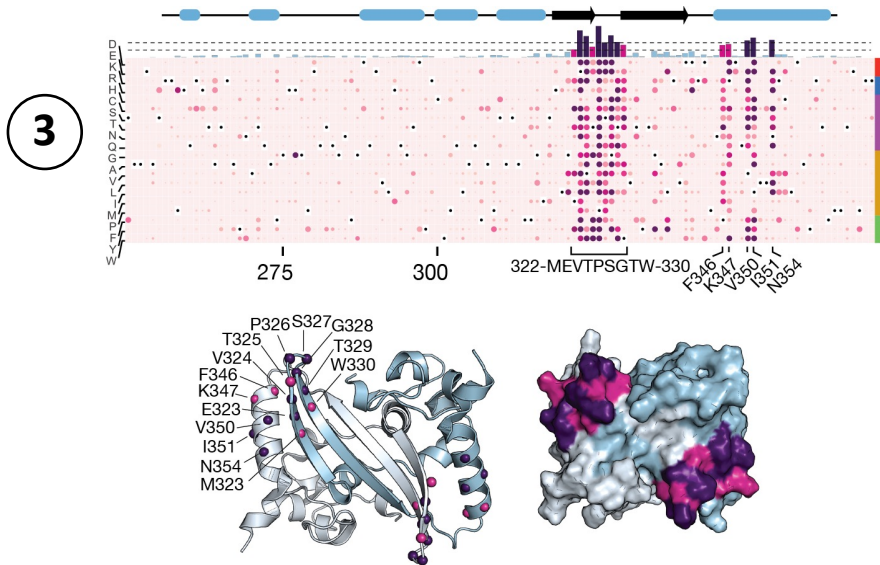 3
D
E
K
R
H
C
S
T
N
Q
G
A
V
L
I
M
P
F
Y
W
275
300
322-MEVTPSGTW-330
F346
K347
V350
I351
N354
P326
S327
G328
T325
T329
V324
W330
F346
K347
E323
V350
I351
N354
M323